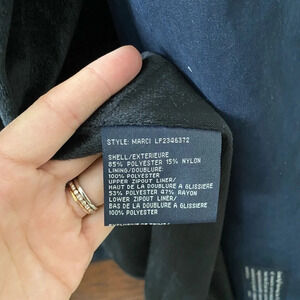 STYLE: MARCI LF2346372
SHELL/EXTERIEURE
85% POLYESTER 15% NYLON
LINING/DOUBLURE:
100% POLYESTER
UPPER ZIPOUT LINER/
HAUT DE LA DOUBLURE A GLISSIERE
53% POLYESTER 47% RAYON
LOWER ZIPOUT LINER/
BAS DE LA DOUBLURE A GLISSIERE
100% POLYESTER